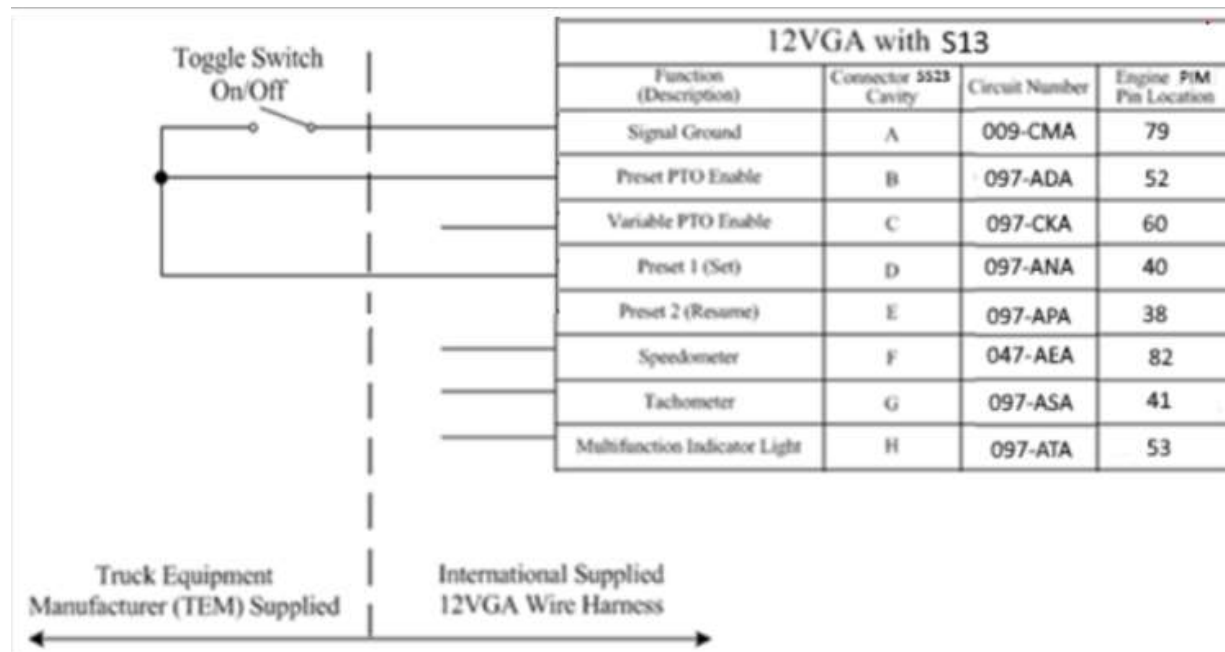 Toggle Switch
On/Off
12VGA with S13
Function
(Description)
Connector 5523
Cavity
Circuit Number
Engine PIM
Pin Location
Signal Ground A 009-CMA 79
Preset PTO Enable B 097-ADA 52
Variable PTO Enable C 097-CKA 60
Preset 1 (Set) D 097-ANA 40
Preset 2 (Resume) E 097-APA 38
Speedometer F 047-AEA 82
Tachometer G 097-ASA 41
Multifunction Indicator Light H 097-ATA 53
Truck Equipment
Manufacturer (TEM) Supplied
International Supplied
12VGA Wire Harness